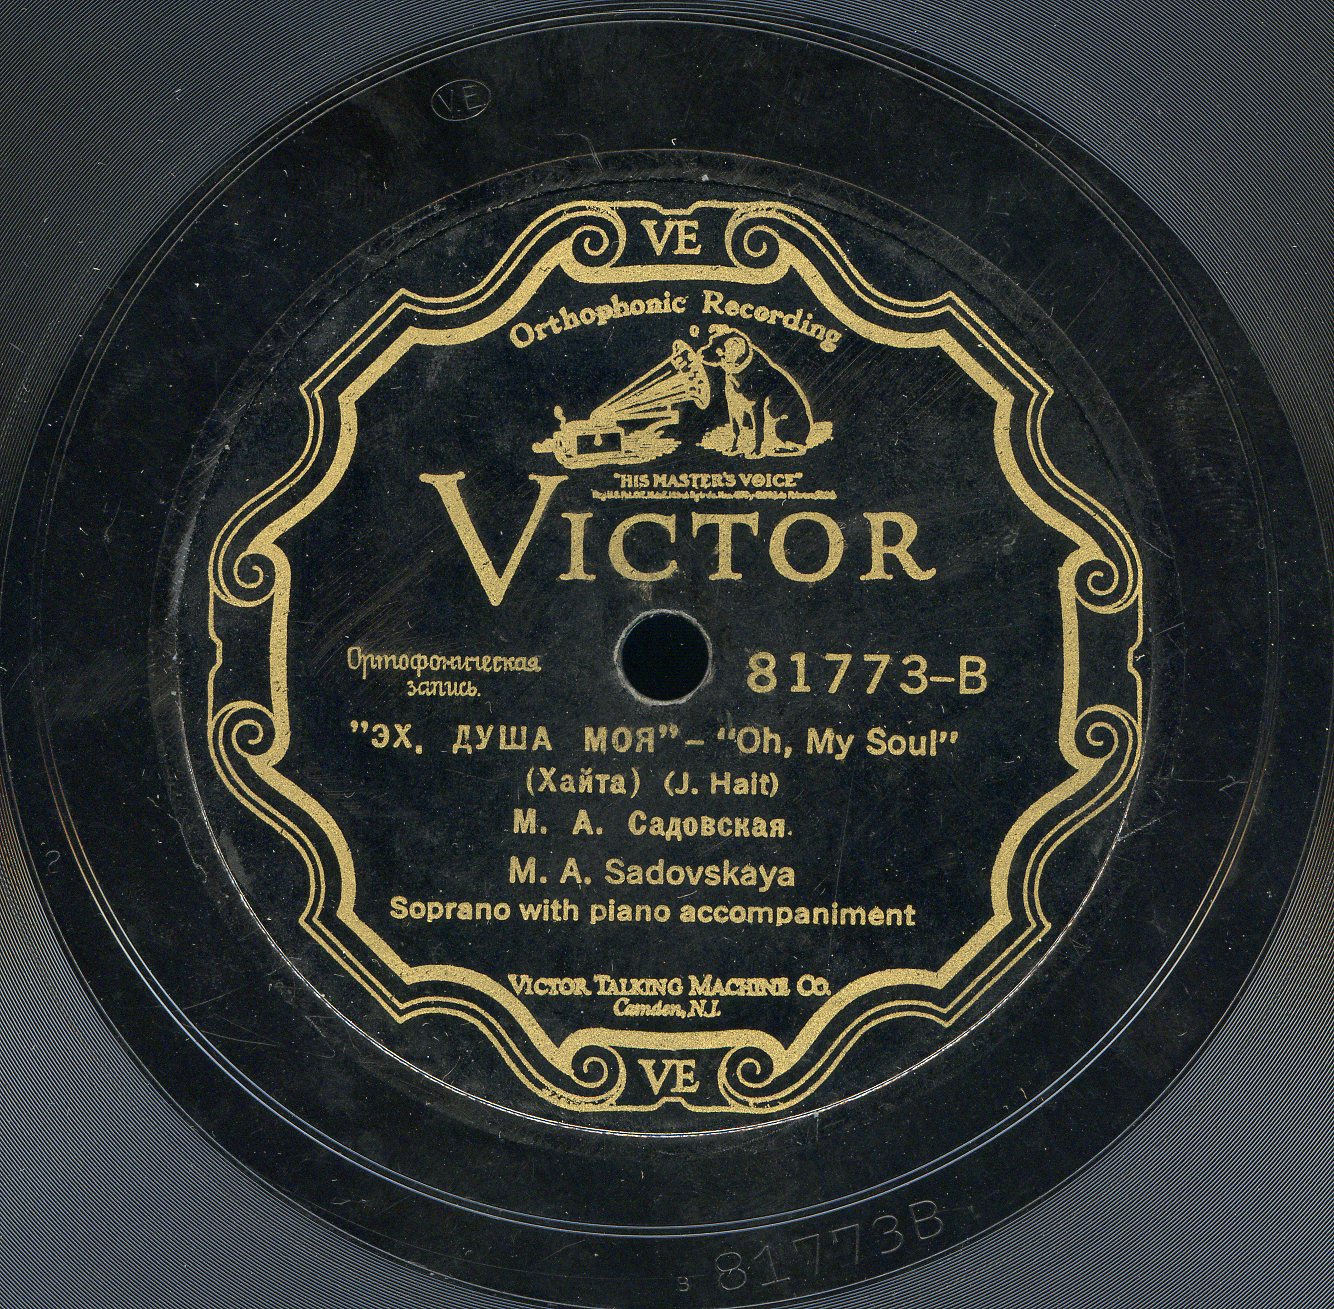 V.E
VE
Orthophonic Recording
"HIS MASTER'S VOICE"
VICTOR
Ортофоническая
запись.
81773-B
"ЭХ, ДУША МОЯ" - "Oh, My Soul"
(Хайта) (J. Hait)
М. А. Садовская.
M. A. Sadovskaya
Soprano with piano accompaniment
VICTOR TALKING MACHINE CO.
Camden, N.J.
VE
B 81773B